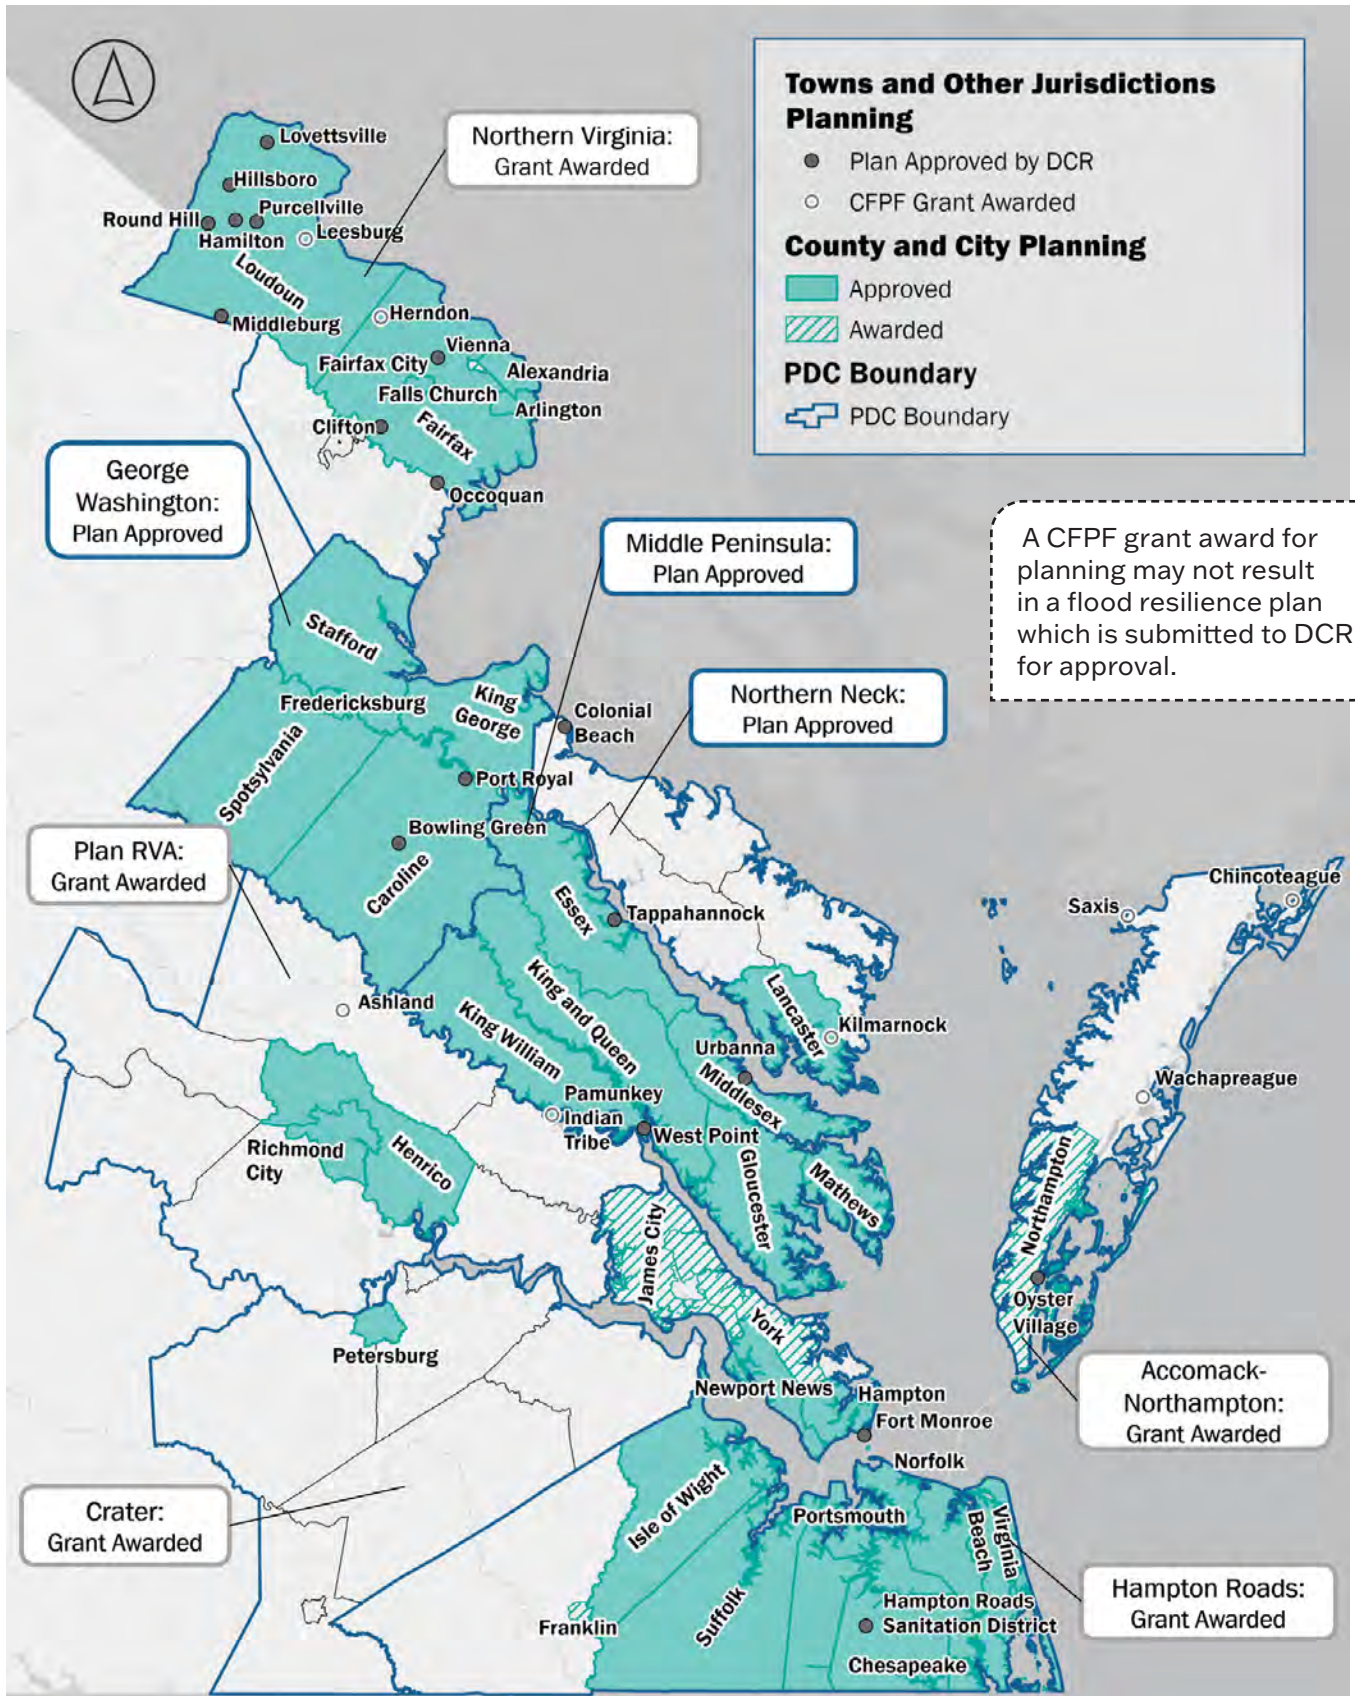 Towns and Other Jurisdictions
Planning
Plan Approved by DCR
CFPF Grant Awarded
County and City Planning
Approved
Awarded
PDC Boundary
PDC Boundary
A CFPF grant award for
planning may not result
in a flood resilience plan
which is submitted to DCR
for approval.
Northern Virginia:
Grant Awarded
Lovettsville
Hillsboro
Purcellville
Round Hill
Hamilton
Leesburg
Loudoun
Middleburg
Herndon
Vienna
Fairfax City
Alexandria
Falls Church
Arlington
Clifton
Fairfax
Occoquan
George
Washington:
Plan Approved
Middle Peninsula:
Plan Approved
Stafford
Northern Neck:
Plan Approved
Fredericksburg
King
George
Colonial
Beach
Spotsylvania
Port Royal
Plan RVA:
Grant Awarded
Bowling Green
Caroline
Essex
Tappahannock
Chincoteague
Saxis
Ashland
King and Queen
King William
Lancaster
Kilmarnock
Urbanna
Middlesex
Wachapreague
Pamunkey
Indian
Tribe
West Point
Richmond
City
Henrico
Gloucester
Mathews
Northampton
James City
Oyster
Village
York
Petersburg
Accomack-
Northampton:
Grant Awarded
Newport News
Hampton
Fort Monroe
Norfolk
Crater:
Grant Awarded
Isle of Wight
Portsmouth
Virginia
Beach
Hampton Roads:
Grant Awarded
Suffolk
Franklin
Hampton Roads
Sanitation District
Chesapeake